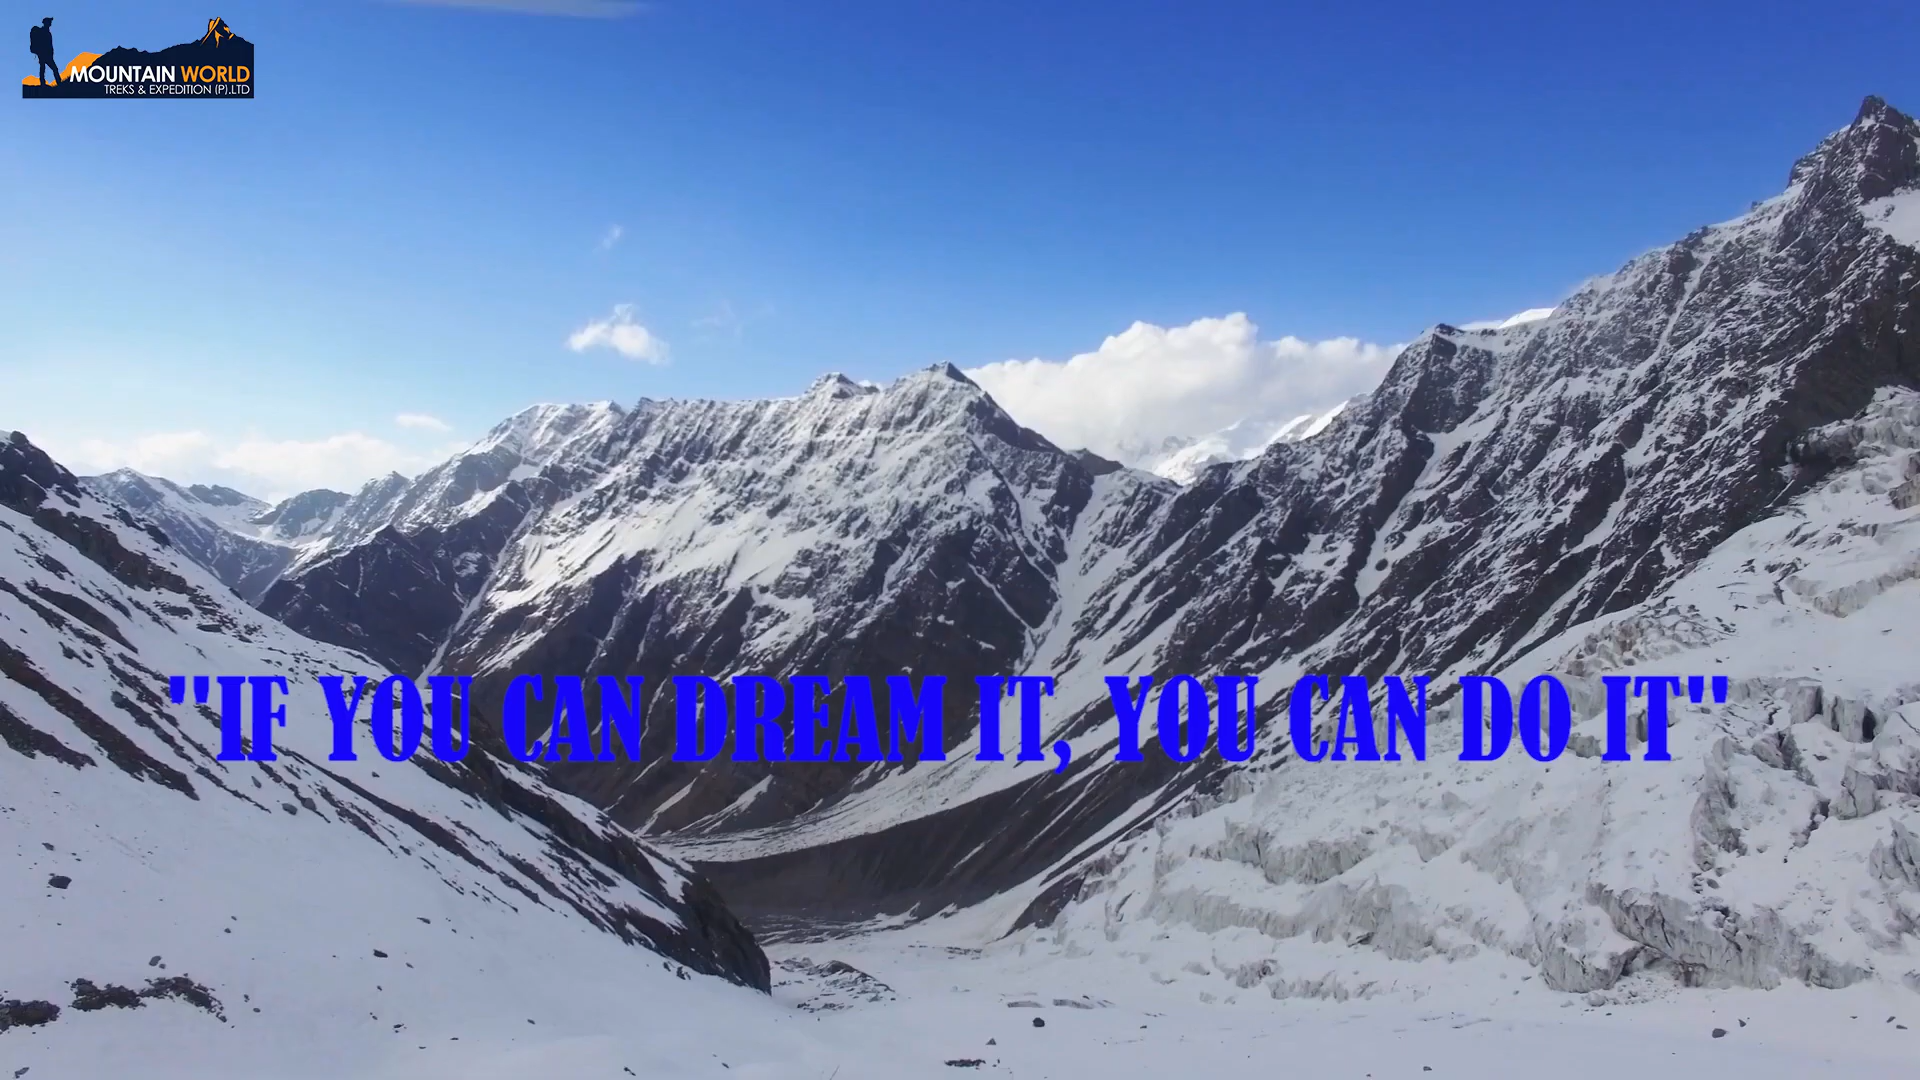 MOUNTAIN WORLD
TREKS & EXPEDITION (P).LTD
"IF YOU CAN DREAM IT, YOU CAN DO IT"